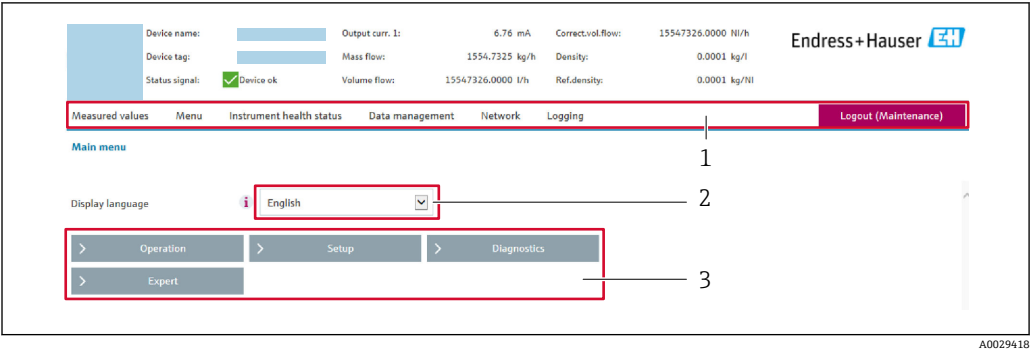 Device name: Output curr. 1: 6.76 mA Correct.vol.flow: 15547326.0000 Nl/h
Endress+Hauser EH
Device tag: Mass flow: 1554.7325 kg/h Density: 0.0001 kg/l
Status signal: Device ok Volume flow: 15547326.0000 l/h Ref.density: 0.0001 kg/Nl
Measured values Menu Instrument health status Data management Network Logging Logout (Maintenance)
1
Main menu
Display language i English 2
> Operation > Setup > Diagnostics
> Expert 3
A0029418